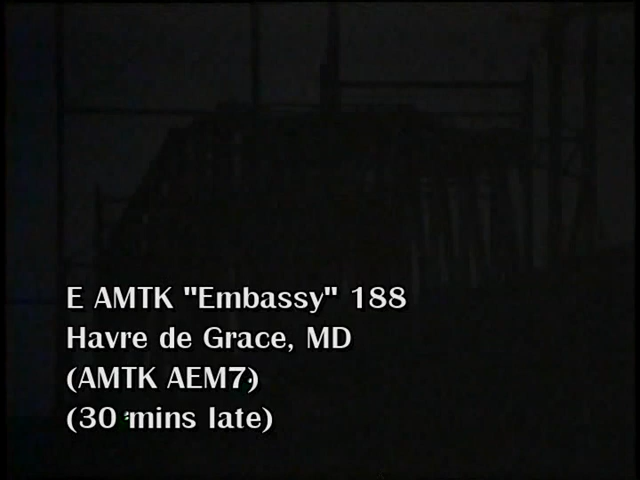 E AMTK "Embassy" 188
Havre de Grace, MD
(AMTK AEM7)
(30 mins late)